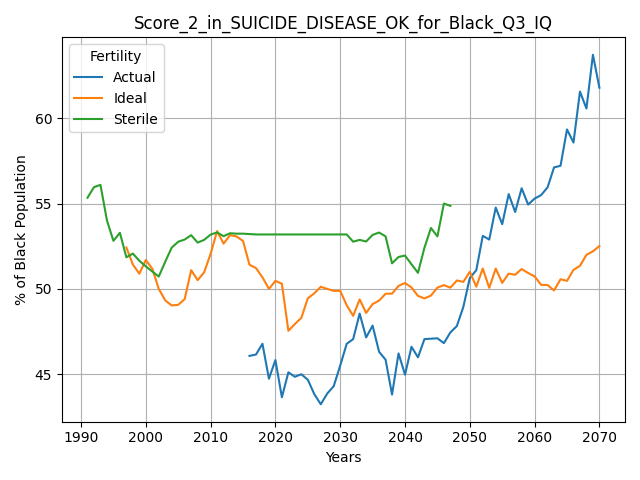 Score_2_in_SUICIDE_DISEASE_OK_for_Black_Q3_IQ
Fertility
Actual
Ideal
Sterile
% of Black Population
60
55
50
45
1990
2000
2010
2020
2030
2040
2050
2060
2070
Years